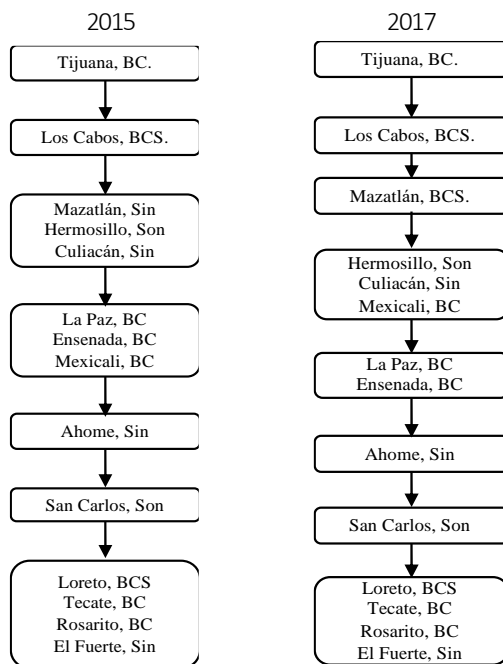 2015
Tijuana, BC.
Los Cabos, BCS.
Mazatlán, Sin
Hermosillo, Son
Culiacán, Sin
La Paz, BC
Ensenada, BC
Mexicali, BC
Ahome, Sin
San Carlos, Son
Loreto, BCS
Tecate, BC
Rosarito, BC
El Fuerte, Sin
2017
Tijuana, BC.
Los Cabos, BCS.
Mazatlán, BCS.
Hermosillo, Son
Culiacán, Sin
Mexicali, BC
La Paz, BC
Ensenada, BC
Ahome, Sin
San Carlos, Son
Loreto, BCS
Tecate, BC
Rosarito, BC
El Fuerte, Sin